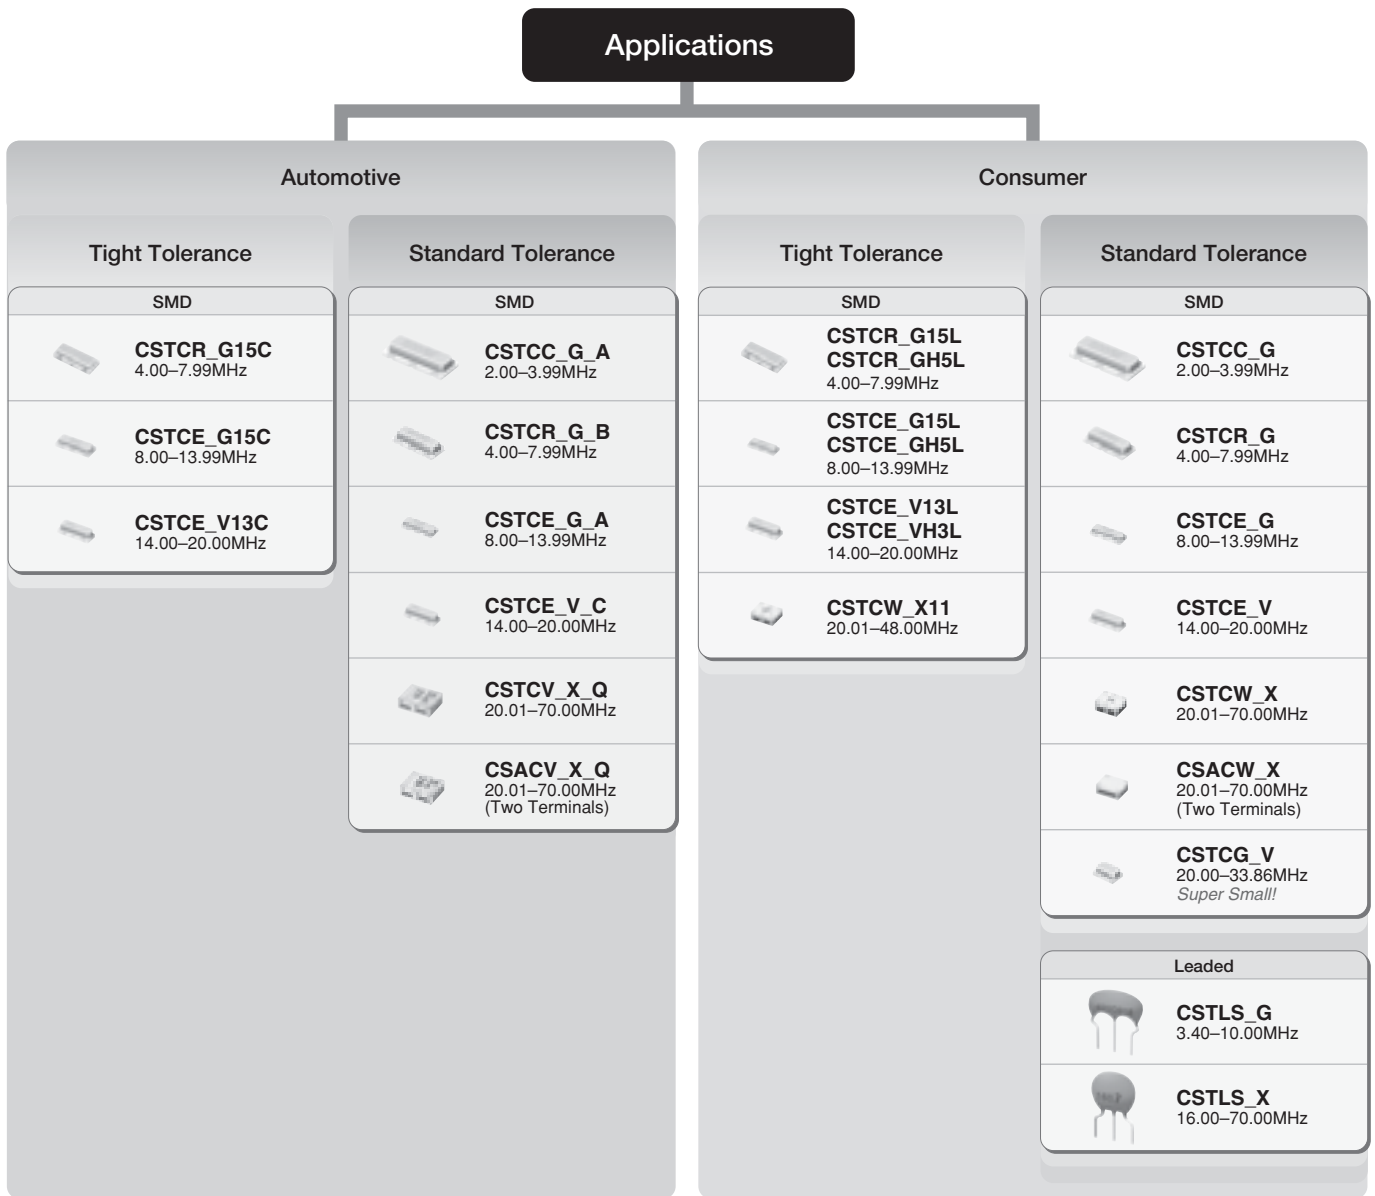 Applications
Automotive
Tight Tolerance
SMD
CSTCR_G15C
4.00–7.99MHz
CSTCE_G15C
8.00–13.99MHz
CSTCE_V13C
14.00–20.00MHz
Standard Tolerance
SMD
CSTCC_G_A
2.00–3.99MHz
CSTCR_G_B
4.00–7.99MHz
CSTCE_G_A
8.00–13.99MHz
CSTCE_V_C
14.00–20.00MHz
CSTCV_X_Q
20.01–70.00MHz
CSACV_X_Q
20.01–70.00MHz
(Two Terminals)
Consumer
Tight Tolerance
SMD
CSTCR_G15L
CSTCR_GH5L
4.00–7.99MHz
CSTCE_G15L
CSTCE_GH5L
8.00–13.99MHz
CSTCE_V13L
CSTCE_VH3L
14.00–20.00MHz
CSTCW_X11
20.01–48.00MHz
Standard Tolerance
SMD
CSTCC_G
2.00–3.99MHz
CSTCR_G
4.00–7.99MHz
CSTCE_G
8.00–13.99MHz
CSTCE_V
14.00–20.00MHz
CSTCW_X
20.01–70.00MHz
CSACW_X
20.01–70.00MHz
(Two Terminals)
CSTCG_V
20.00–33.86MHz
Super Small!
Leaded
CSTLS_G
3.40–10.00MHz
CSTLS_X
16.00–70.00MHz